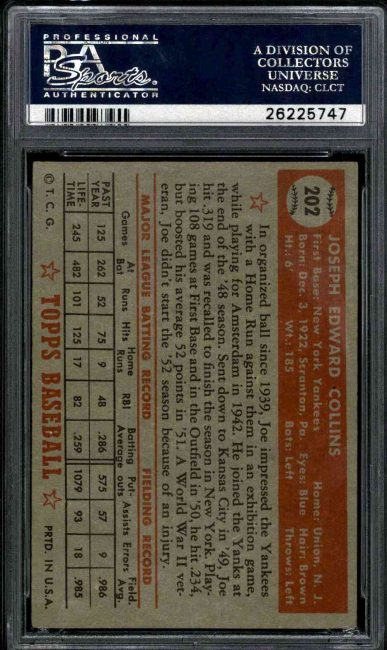 PROFESSIONAL
PSA
Sports
AUTHENTICATOR
A DIVISION OF
COLLECTORS
UNIVERSE
NASDAQ: CLCT
26225747
202
JOSEPH EDWARD COLLINS
First Base: New York Yankees Home: Union, N. J.
Born: Dec. 3, 1922, Scranton, Pa. Eyes: Blue Hair: Brown
Ht.: 6' Wt.: 185 Bats: Left Throws: Left
In organized ball since 1939, Joe impressed the Yankees
with a Home Run against them in an exhibition game,
while playing for Amsterdam in 1942. He joined the Yanks at
the end of the '48 season. Sent down to Kansas City in '49, Joe
hit .319 and was recalled to finish the season in New York. Play-
ing 108 games at First Base and in the Outfield in '50, he hit .234,
but boosted his average 52 points in '51. A World War II vet-
eran, Joe didn't start the '52 season because of an injury.
MAJOR LEAGUE BATTING RECORD FIELDING RECORD
Games At Bat Runs Hits Home Runs RBI Batting Average Put-outs Assists Errors Field. Avg.
PAST YEAR 125 262 52 75 9 48 .286 575 57 9 .986
LIFE-TIME 245 482 101 125 17 82 .259 1079 93 18 .985
© T. C. G. TOPPS BASEBALL PRTD. IN U.S.A.